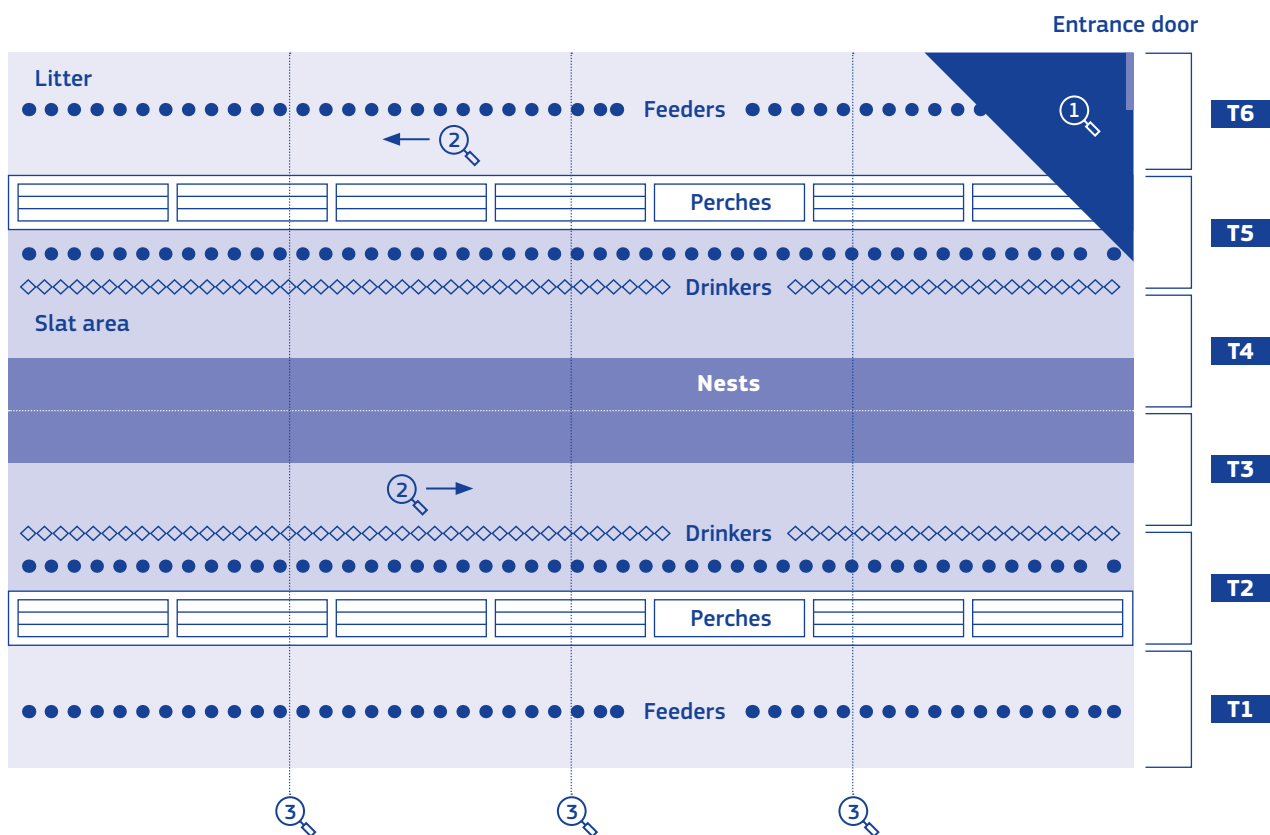 Entrance door
Litter
Feeders
1
T6
2
Perches
T5
Drinkers
Slat area
T4
Nests
T3
2
Drinkers
T2
Perches
Feeders
T1
3
3
3